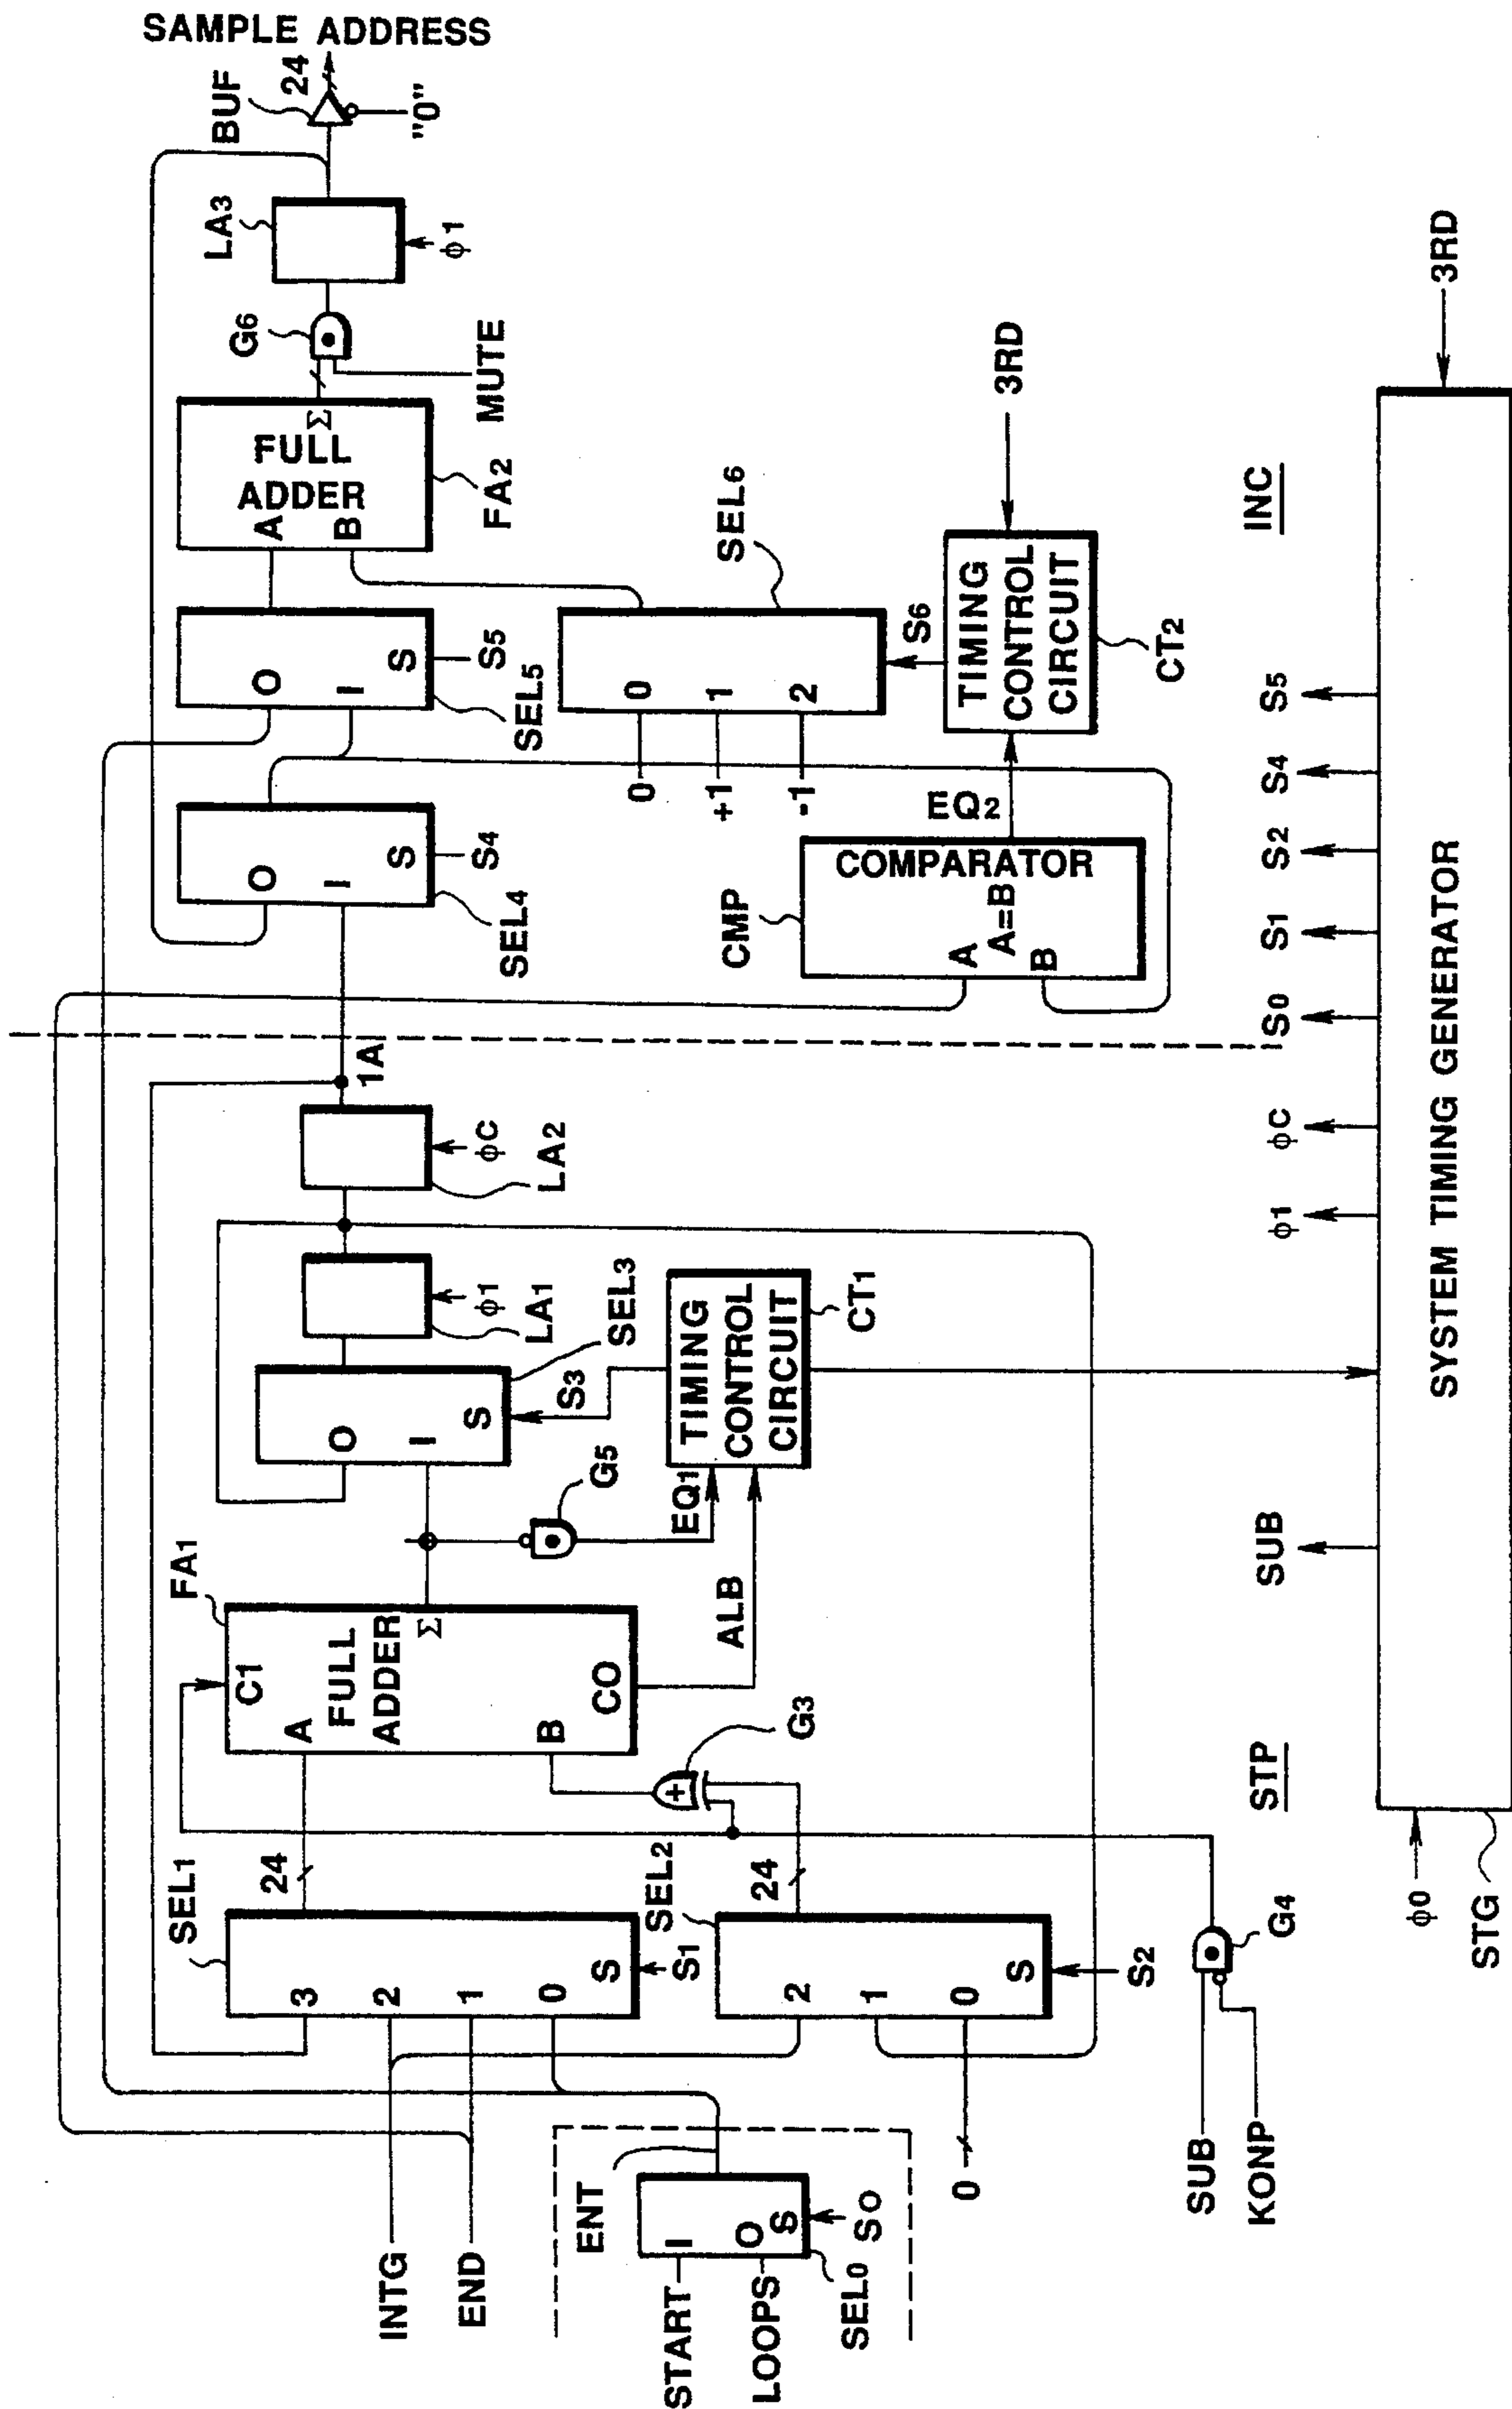 SAMPLE ADDRESS
24
BUF
"0"
LA3
φ1
G6
MUTE
Σ
FULL
ADDER
A
B
FA2
O
I
S
S5
SEL5
O
I
S
S4
SEL4
SEL6
0
1
2
0
+1
-1
S6
TIMING
CONTROL
CIRCUIT
3RD
CT2
EQ2
COMPARATOR
A
A=B
B
CMP
INC
1A
φC
LA2
φ1
LA1
SEL3
O
I
S
S3
TIMING
CONTROL
CIRCUIT
CT1
G5
EQ1
ALB
FA1
C1
A
FULL
ADDER
Σ
B
CO
G3
SEL1
24
3
2
1
0
S
S1
SEL2
24
2
1
0
S
S2
STP
G4
SUB
KONP
0
INTG
END
ENT
START
LOOPS
I
O
S
S0
SEL0
SUB
φ1
φC
S0
S1
S2
S4
S5
SYSTEM TIMING GENERATOR
3RD
φ0
STG